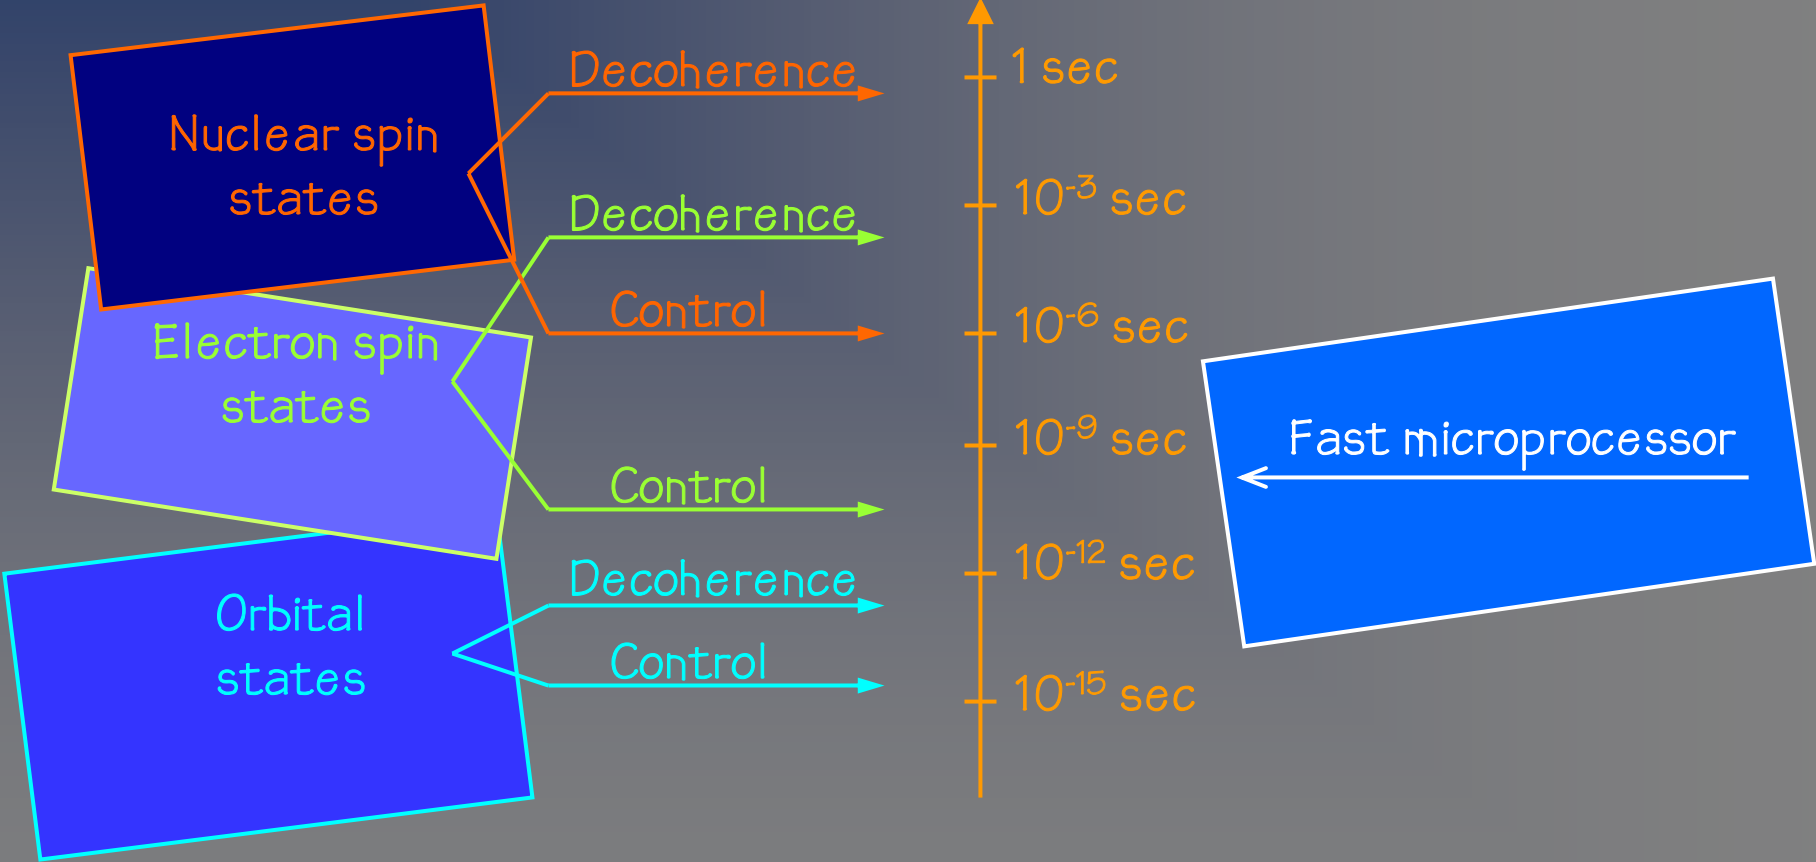 Nuclear spin
states
Decoherence
Control
Electron spin
states
Decoherence
Control
Orbital
states
Decoherence
Control
1 sec
10⁻³ sec
10⁻⁶ sec
10⁻⁹ sec
10⁻¹² sec
10⁻¹⁵ sec
Fast microprocessor